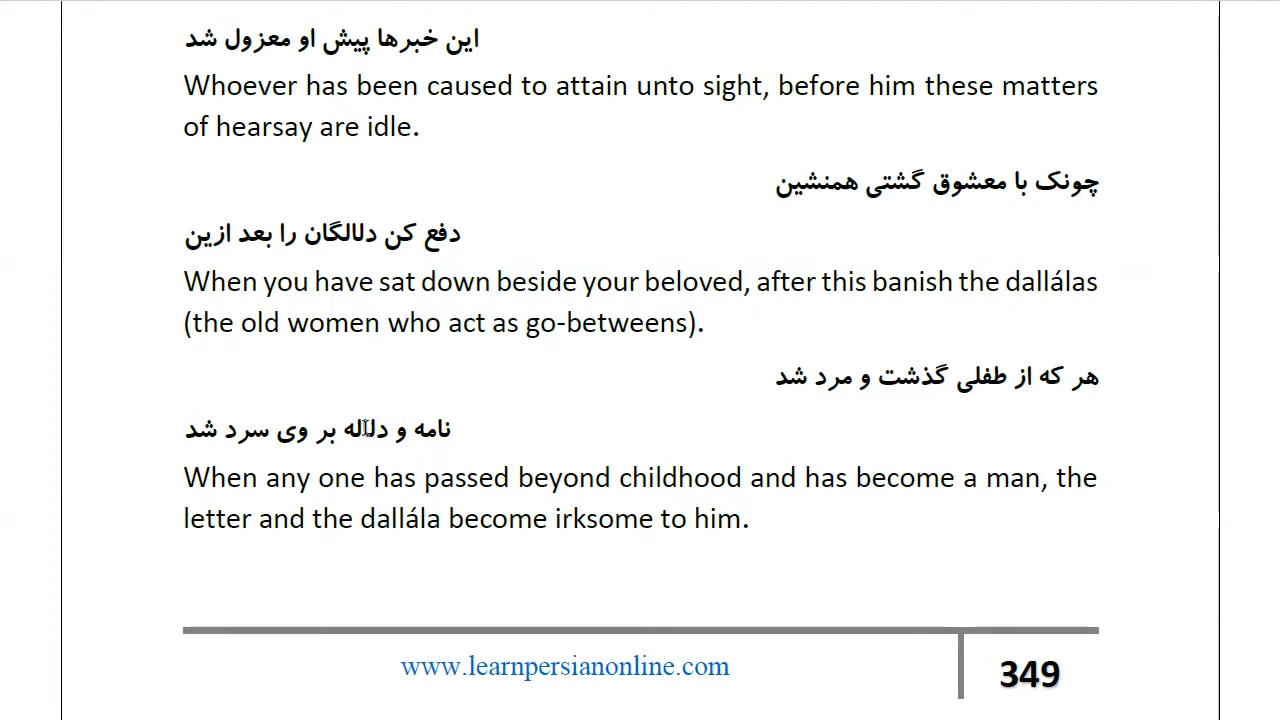 این خبرها پیش او معزول شد
Whoever has been caused to attain unto sight, before him these matters
of hearsay are idle.
چونک با معشوق گشتی همنشین
دفع کن دلالگان را بعد ازین
When you have sat down beside your beloved, after this banish the dallálas
(the old women who act as go-betweens).
هر که از طفلی گذشت و مرد شد
نامه و دلاله بر وی سرد شد
When any one has passed beyond childhood and has become a man, the
letter and the dallála become irksome to him.
www.learnpersianonline.com
349